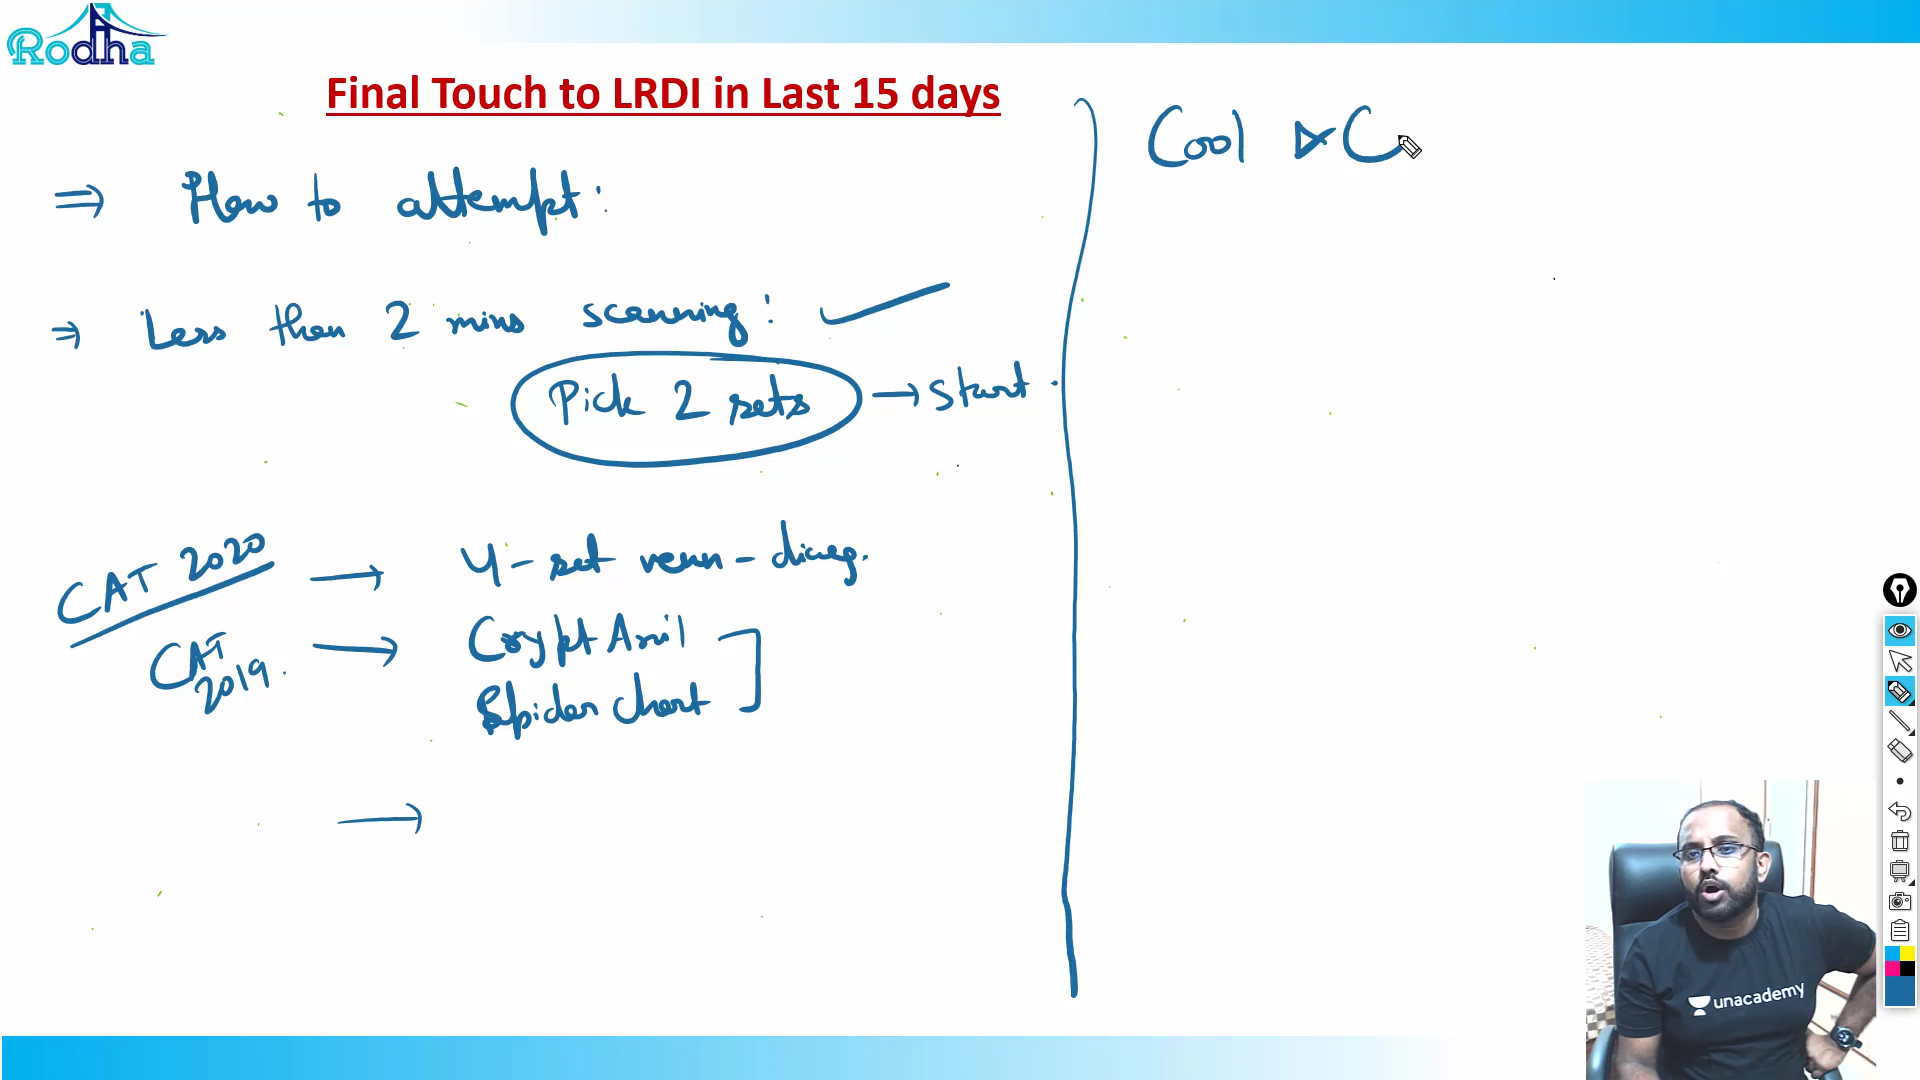 Rodha
Final Touch to LRDI in Last 15 days
⇒ How to attempt:
⇒ Less than 2 mins scanning:
Pick 2 sets → start.
CAT 2020 → 4-set venn-diag.
CAT 2019. → Crypt
Spider chart
→
Cool & C
unacademy